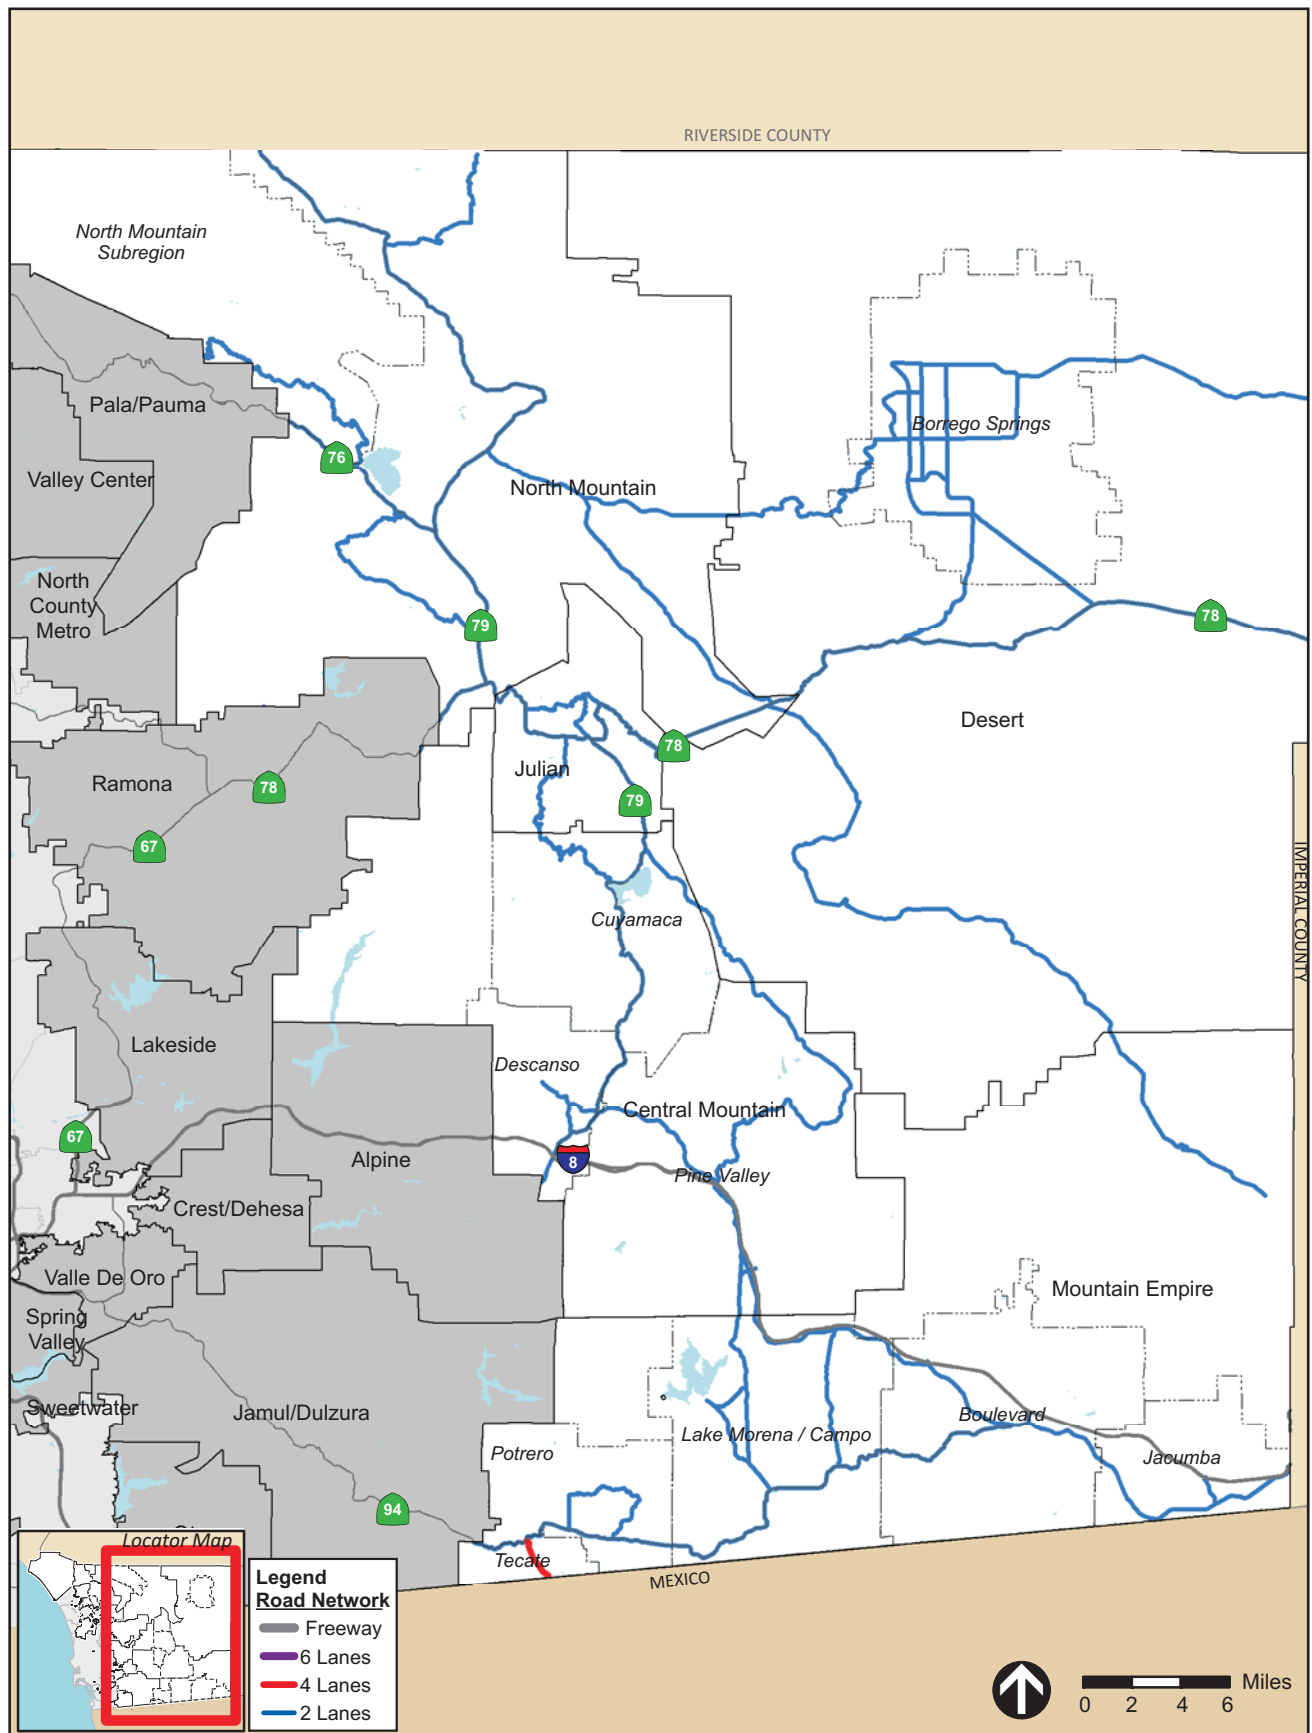 RIVERSIDE COUNTY
North Mountain
Subregion
Pala/Pauma
Borrego Springs
76
Valley Center
North Mountain
North
County
Metro
79
78
Desert
78
Julian
Ramona
78
79
67
IMPERIAL COUNTY
Cuyamaca
Lakeside
Descanso
Central Mountain
67
Alpine
8
Pine Valley
Crest/Dehesa
Valle De Oro
Mountain Empire
Spring
Valley
Sweetwater
Jamul/Dulzura
Boulevard
Lake Morena / Campo
Potrero
Jacumba
94
Locator Map
Tecate
MEXICO
Legend
Road Network
Freeway
6 Lanes
4 Lanes
2 Lanes
Miles
0 2 4 6